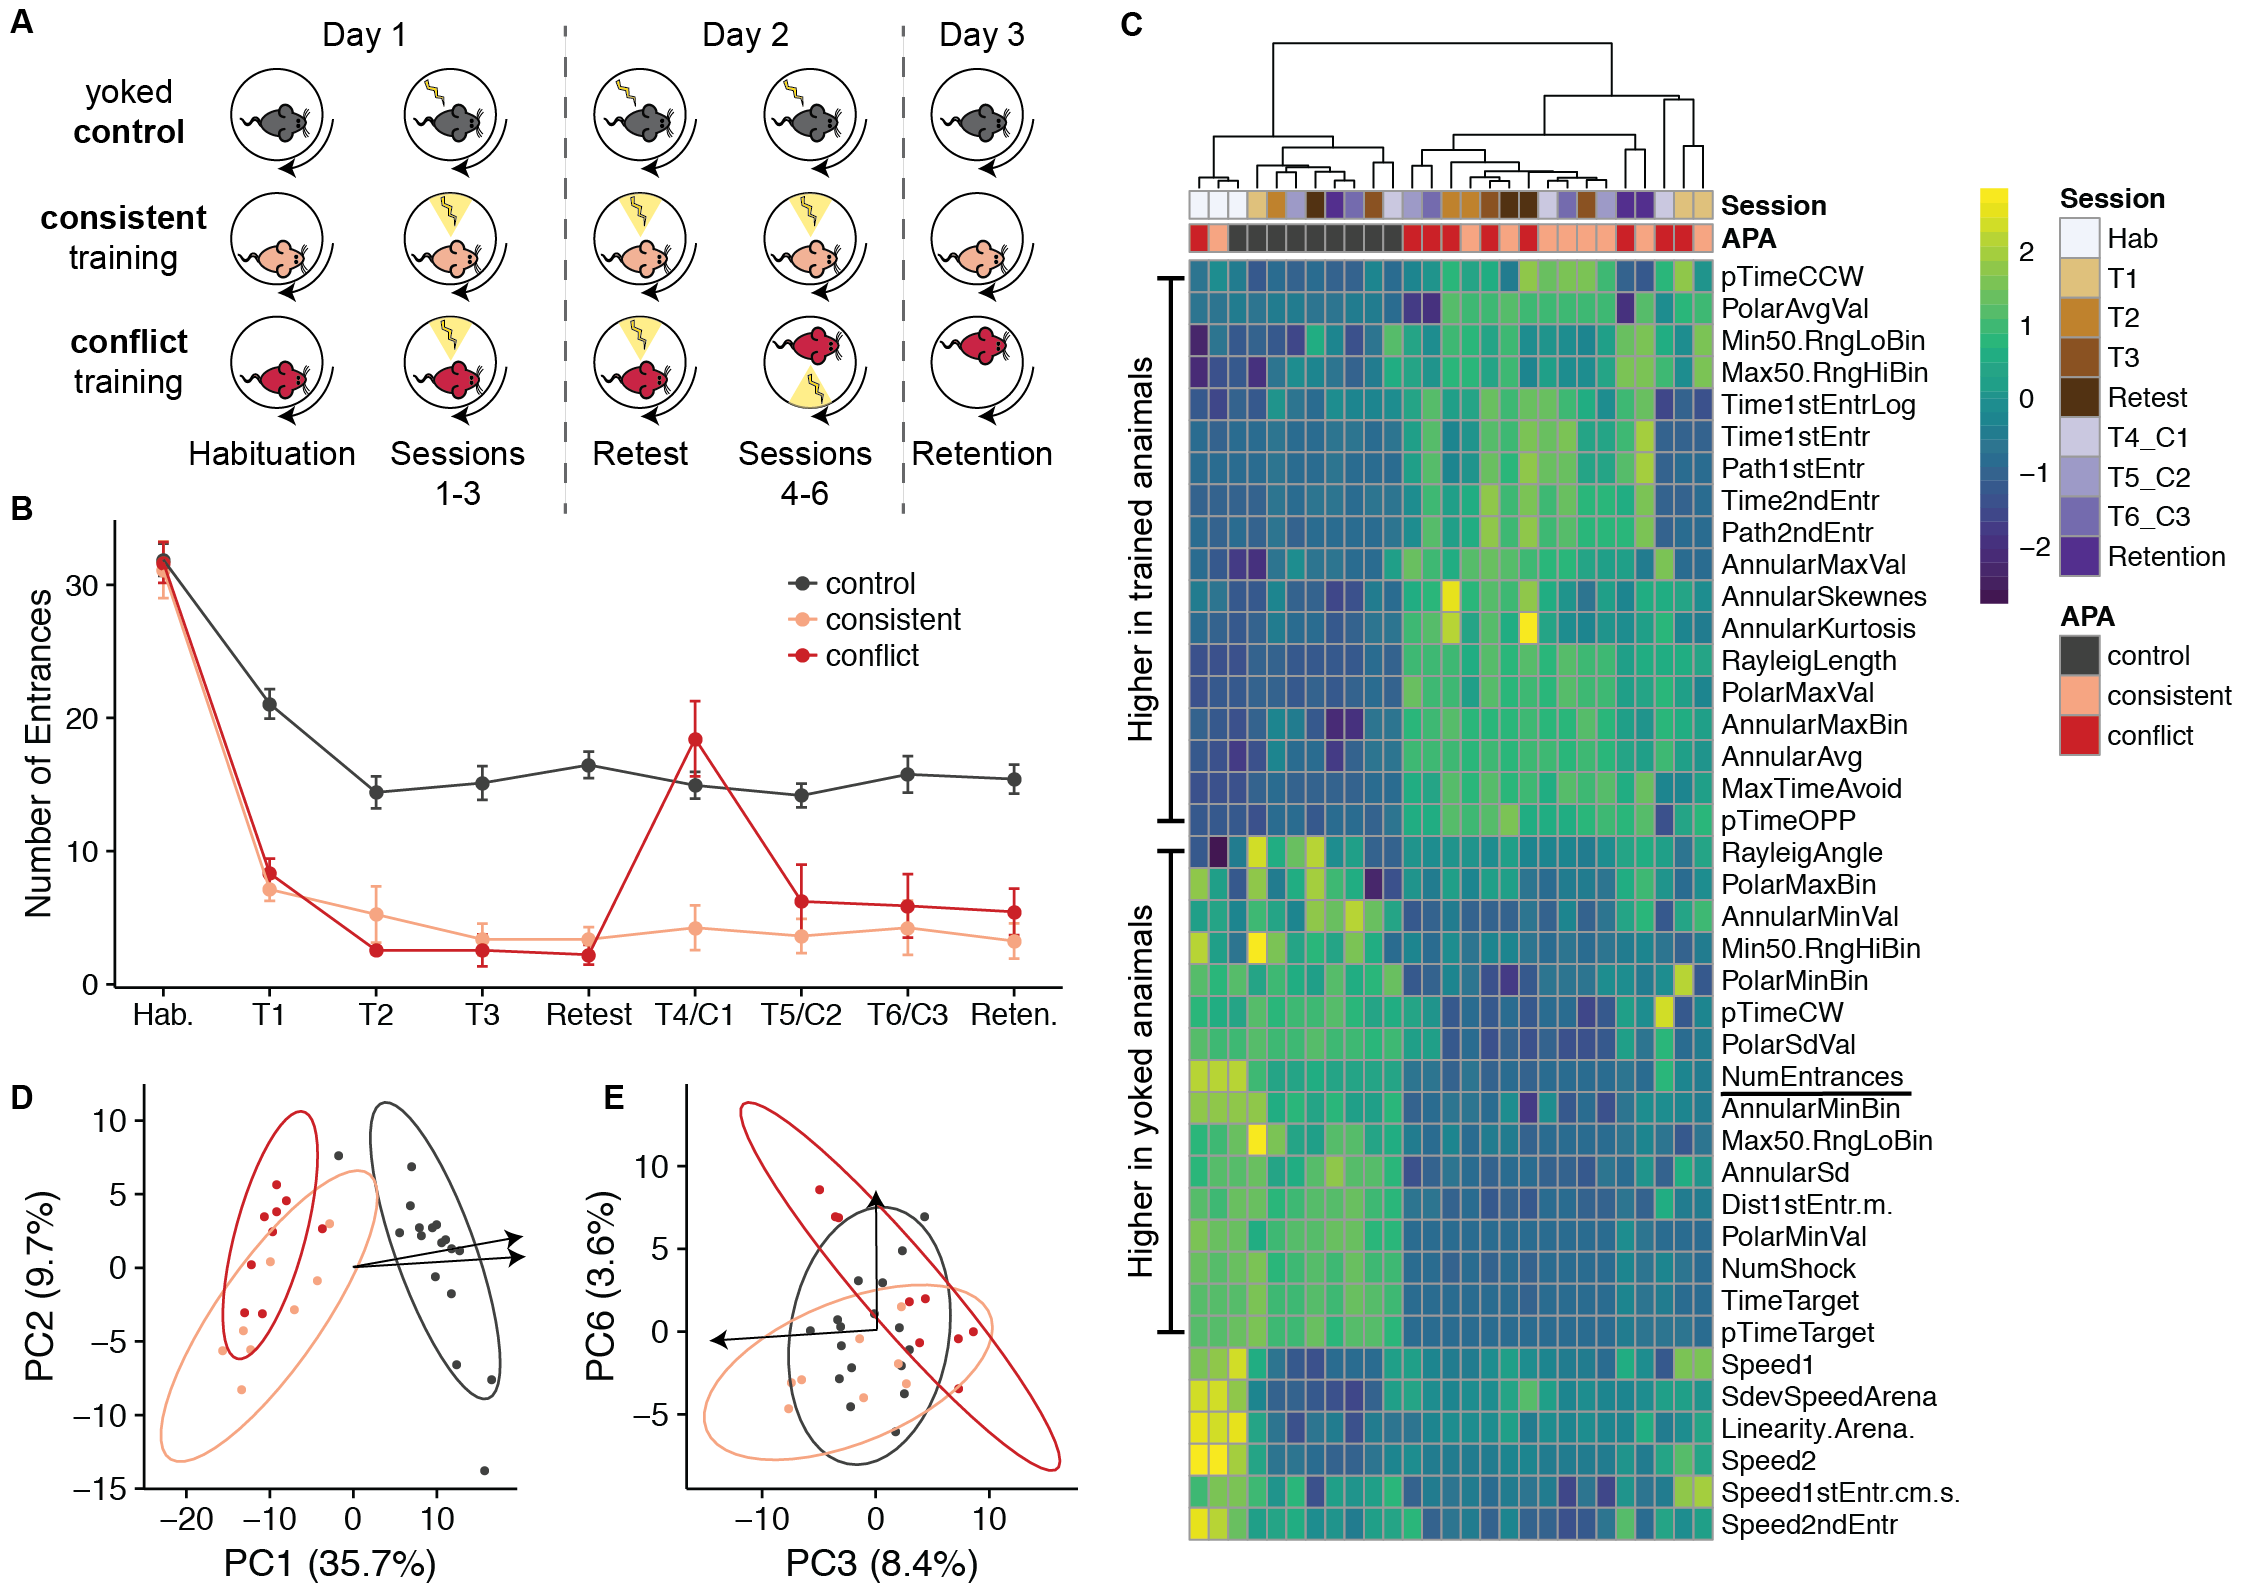 A
Day 1
Day 2
Day 3
yoked
control
consistent
training
conflict
training
Habituation
Sessions
1-3
Retest
Sessions
4-6
Retention
B
Number of Entrances
30
20
10
0
control
consistent
conflict
Hab.
T1
T2
T3
Retest
T4/C1
T5/C2
T6/C3
Reten.
D
PC2 (9.7%)
10
5
0
−5
−10
−15
−20
−10
0
10
PC1 (35.7%)
E
PC6 (3.6%)
10
5
0
−5
−10
0
10
PC3 (8.4%)
C
Session
APA
Higher in trained anaimals
Higher in yoked anaimals
pTimeCCW
PolarAvgVal
Min50.RngLoBin
Max50.RngHiBin
Time1stEntrLog
Time1stEntr
Path1stEntr
Time2ndEntr
Path2ndEntr
AnnularMaxVal
AnnularSkewnes
AnnularKurtosis
RayleigLength
PolarMaxVal
AnnularMaxBin
AnnularAvg
MaxTimeAvoid
pTimeOPP
RayleigAngle
PolarMaxBin
AnnularMinVal
Min50.RngHiBin
PolarMinBin
pTimeCW
PolarSdVal
NumEntrances
AnnularMinBin
Max50.RngLoBin
AnnularSd
Dist1stEntr.m.
PolarMinVal
NumShock
TimeTarget
pTimeTarget
Speed1
SdevSpeedArena
Linearity.Arena.
Speed2
Speed1stEntr.cm.s.
Speed2ndEntr
2
1
0
−1
−2
Session
Hab
T1
T2
T3
Retest
T4_C1
T5_C2
T6_C3
Retention
APA
control
consistent
conflict